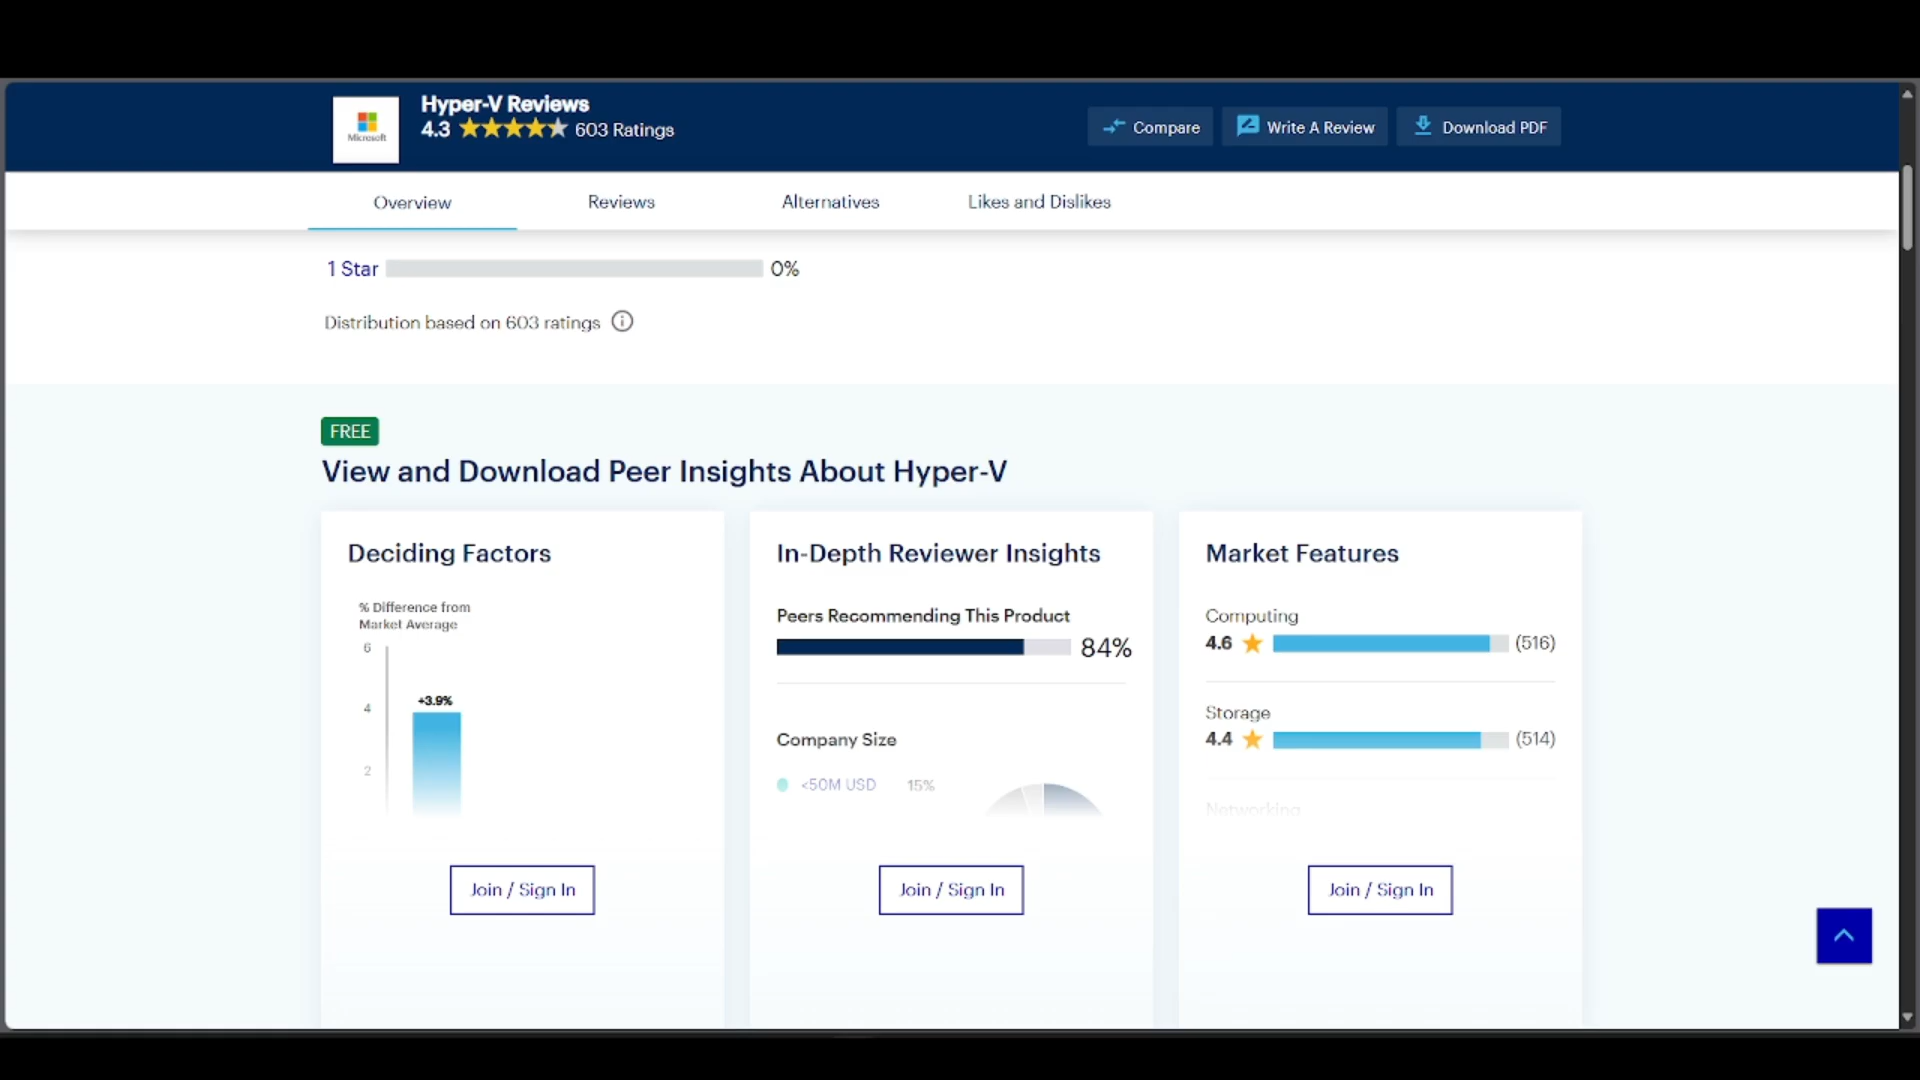 Microsoft
Hyper-V Reviews
4.3 603 Ratings
Compare
Write A Review
Download PDF
Overview
Reviews
Alternatives
Likes and Dislikes
1 Star 0%
Distribution based on 603 ratings
FREE
View and Download Peer Insights About Hyper-V
Deciding Factors
% Difference from
Market Average
6
+3.9%
4
2
Join / Sign In
In-Depth Reviewer Insights
Peers Recommending This Product
84%
Company Size
<50M USD 15%
Join / Sign In
Market Features
Computing
4.6 (516)
Storage
4.4 (514)
Networking
Join / Sign In